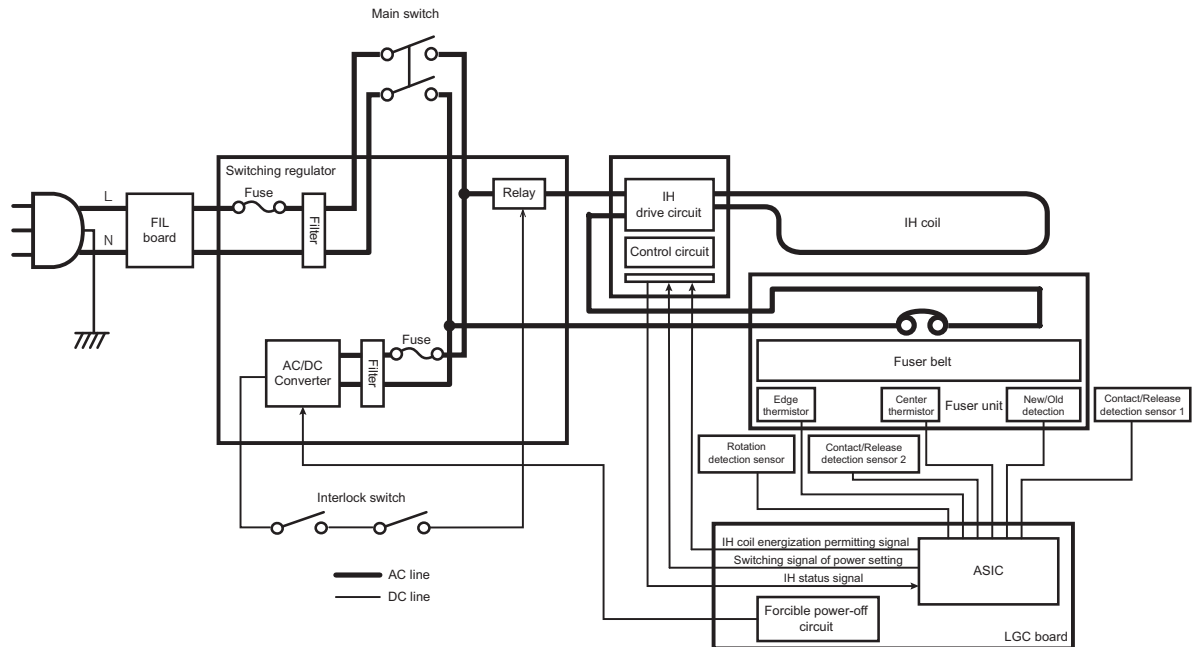 Main switch
Switching regulator
Fuse
L
N
FIL
board
Filter
Relay
IH
drive circuit
Control circuit
IH coil
Fuse
AC/DC
Converter
Filter
Fuser belt
Edge
thermistor
Center
thermistor
Fuser unit
New/Old
detection
Contact/Release
detection sensor 1
Rotation
detection sensor
Contact/Release
detection sensor 2
Interlock switch
IH coil energization permitting signal
Switching signal of power setting
IH status signal
ASIC
AC line
DC line
Forcible power-off
circuit
LGC board